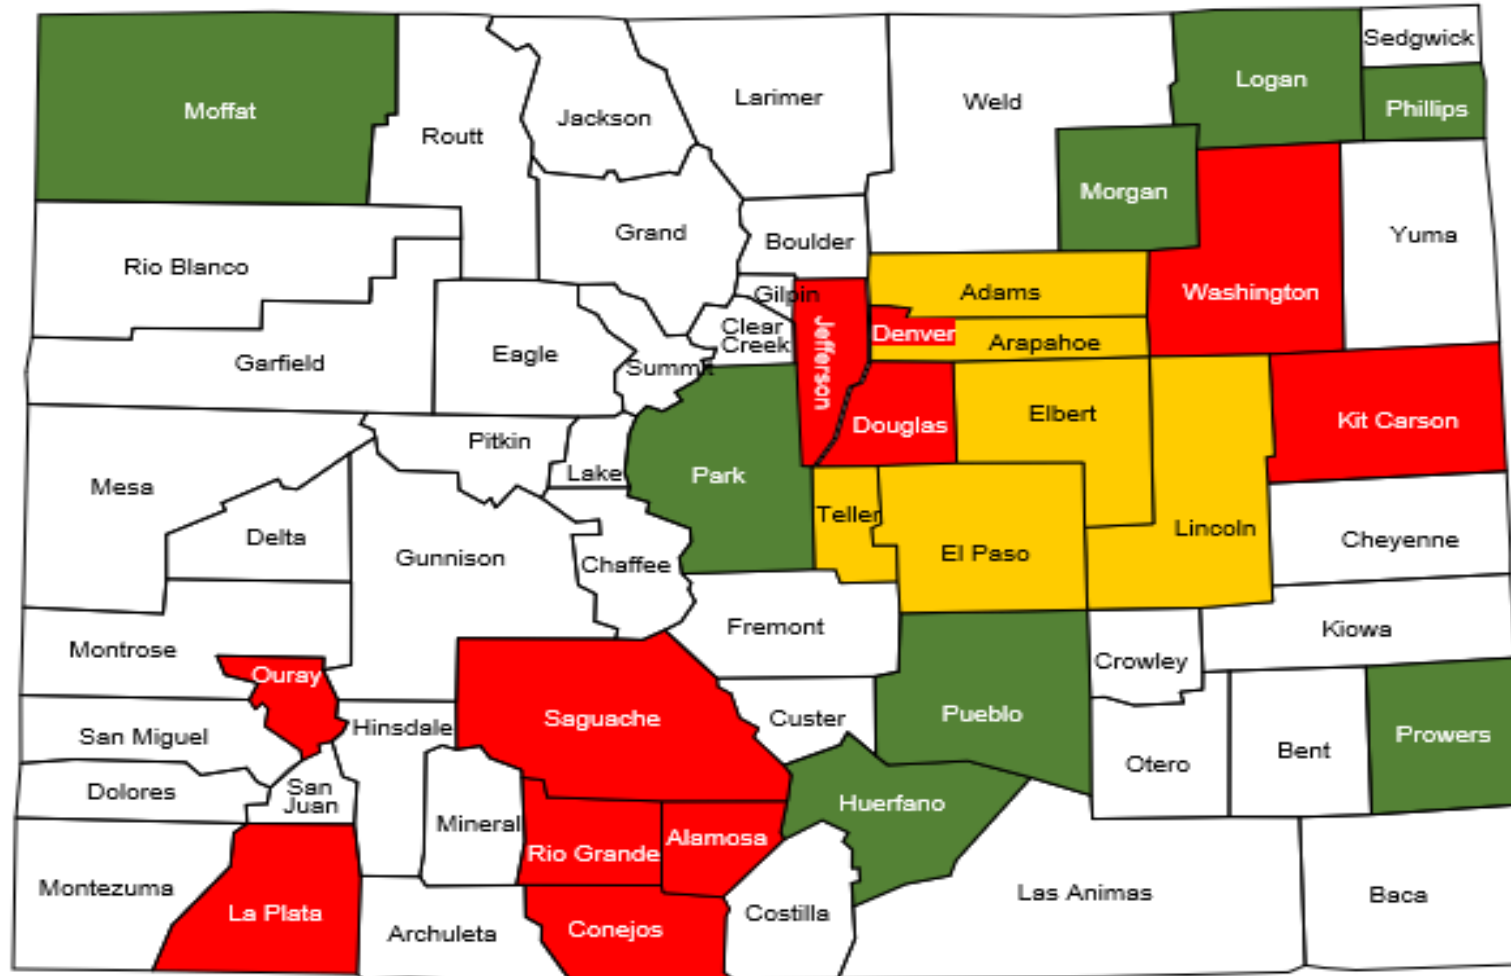 Sedgwick
Logan
Moffat
Larimer
Weld
Phillips
Jackson
Routt
Morgan
Grand
Boulder
Yuma
Rio Blanco
Gilpin
Adams
Washington
Clear
Creek
Jefferson
Denver
Arapahoe
Eagle
Garfield
Summit
Elbert
Kit Carson
Douglas
Pitkin
Lake
Park
Mesa
Teller
Lincoln
Delta
Cheyenne
Gunnison
Chaffee
El Paso
Fremont
Kiowa
Montrose
Crowley
Ouray
Saguache
Custer
Pueblo
Hinsdale
San Miguel
Prowers
Bent
Otero
Dolores
San
Juan
Huerfano
Mineral
Alamosa
Rio Grande
Montezuma
Las Animas
Baca
La Plata
Costilla
Conejos
Archuleta